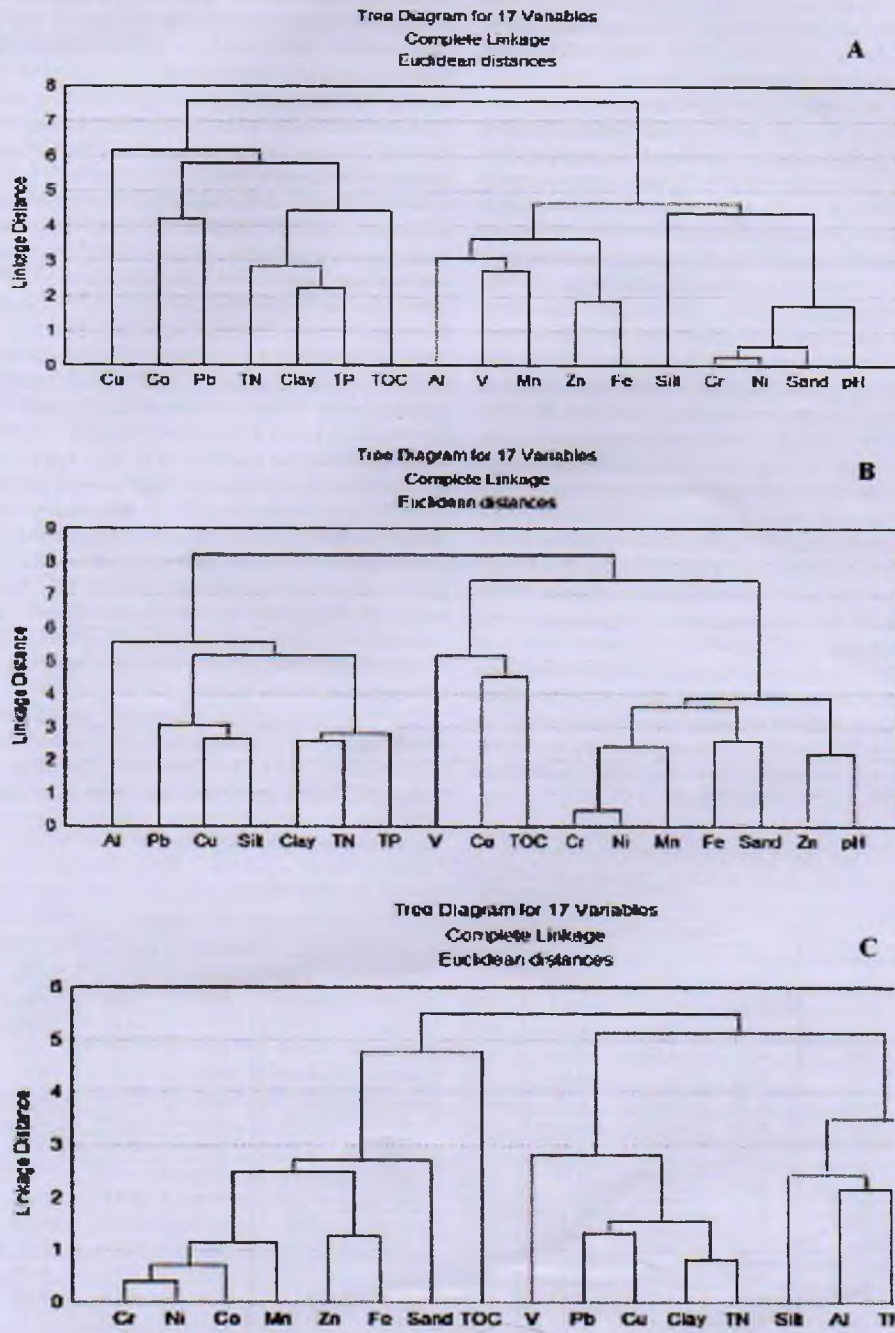 Tree Diagram for 17 Variables
Complete Linkage
Euclidean distances
A
8
7
6
5
4
3
2
1
0
Linkage Distance
Cu Co Pb TN Clay TP TOC Al V Mn Zn Fe Silt Cr Ni Sand pH
Tree Diagram for 17 Variables
Complete Linkage
Euclidean distances
B
9
8
7
6
5
4
3
2
1
0
Linkage Distance
Al Pb Cu Silt Clay TN TP V Co TOC Cr Ni Mn Fe Sand Zn pH
Tree Diagram for 17 Variables
Complete Linkage
Euclidean distances
C
6
5
4
3
2
1
0
Linkage Distance
Cr Ni Co Mn Zn Fe Sand TOC V Pb Cu Clay TN Silt Al